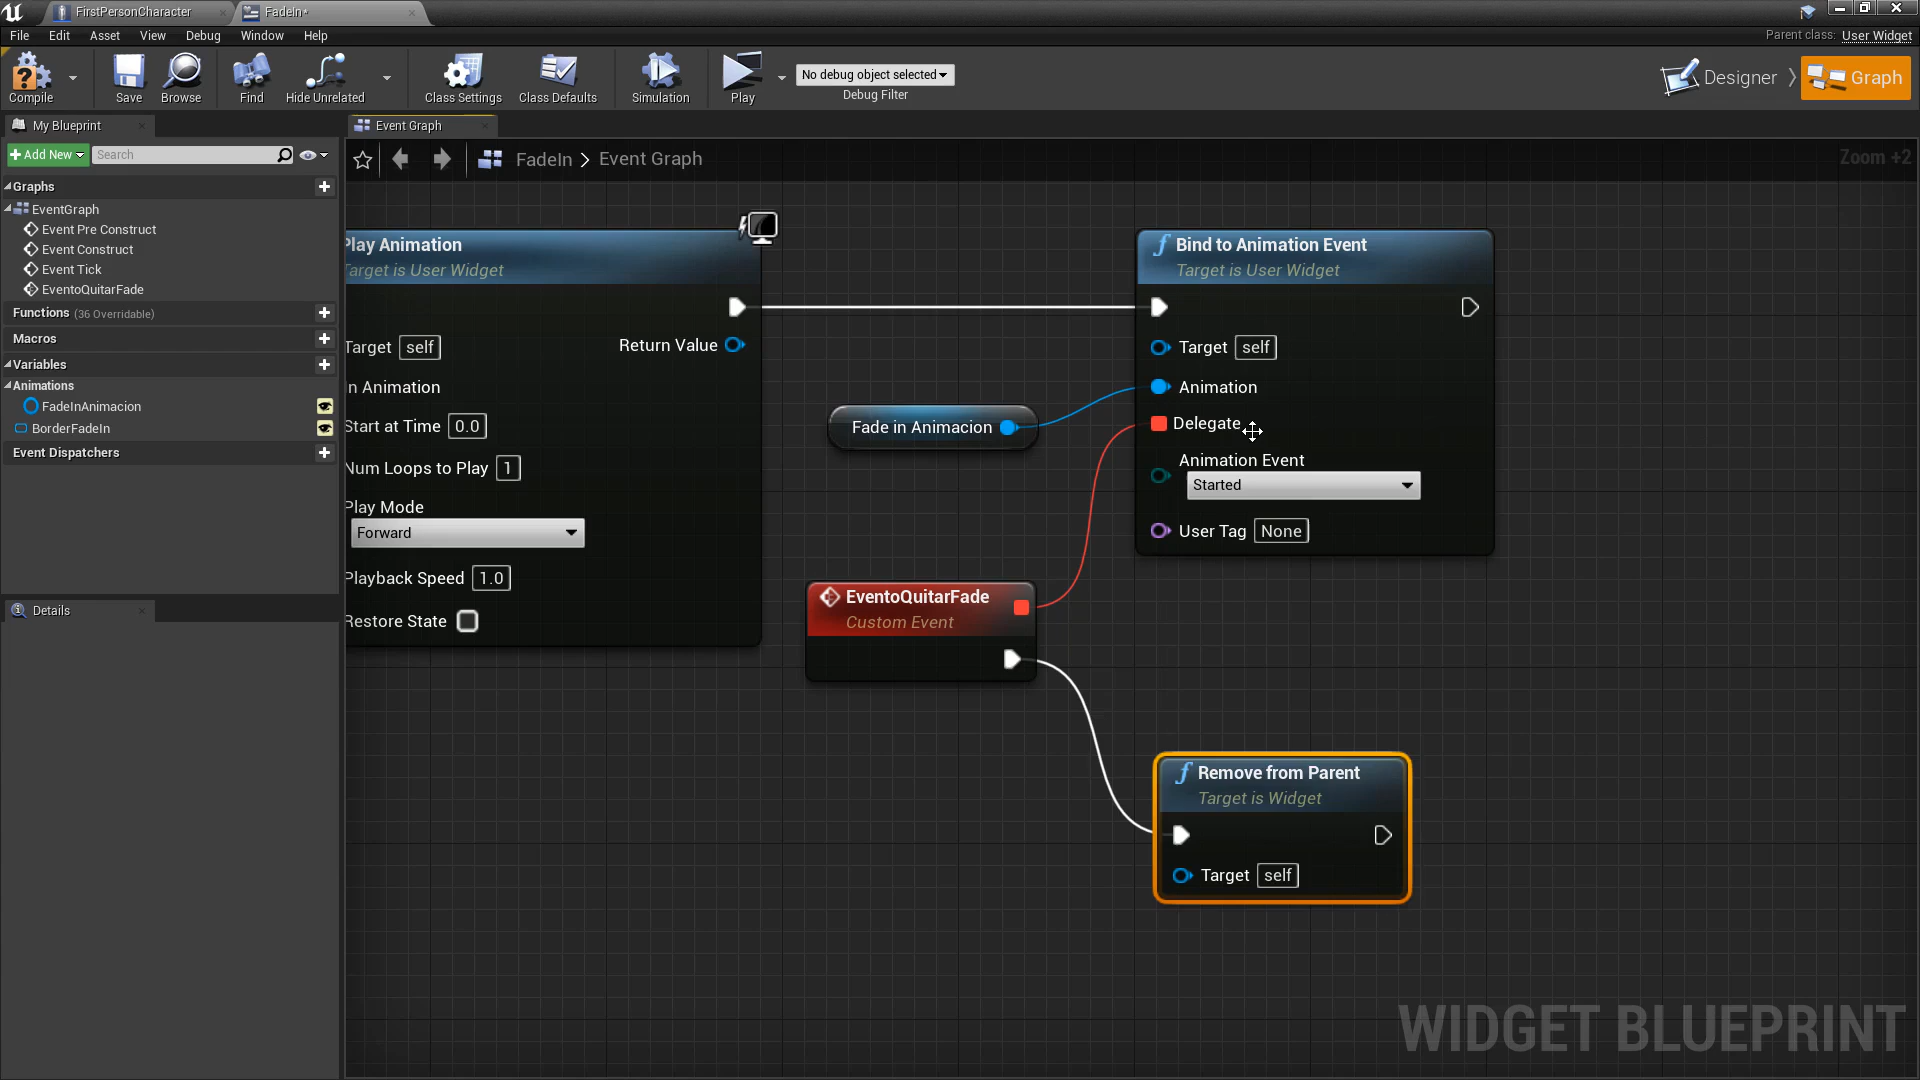 FirstPersonCharacter
FadeIn*
File Edit Asset View Debug Window Help
Parent class: User Widget
Compile
Save
Browse
Find
Hide Unrelated
Class Settings
Class Defaults
Simulation
Play
No debug object selected
Debug Filter
Designer
Graph
My Blueprint
Event Graph
Add New
Search
FadeIn > Event Graph
Zoom +2
Graphs
EventGraph
Event Pre Construct
Event Construct
Event Tick
EventoQuitarFade
Functions (36 Overridable)
Macros
Variables
Animations
FadeInAnimacion
BorderFadeIn
Event Dispatchers
Details
Play Animation
Target is User Widget
Target self
Return Value
In Animation
Start at Time 0.0
Num Loops to Play 1
Play Mode
Forward
Playback Speed 1.0
Restore State
Fade in Animacion
Bind to Animation Event
Target is User Widget
Target self
Animation
Delegate
Animation Event
Started
User Tag None
EventoQuitarFade
Custom Event
Remove from Parent
Target is Widget
Target self
WIDGET BLUEPRINT